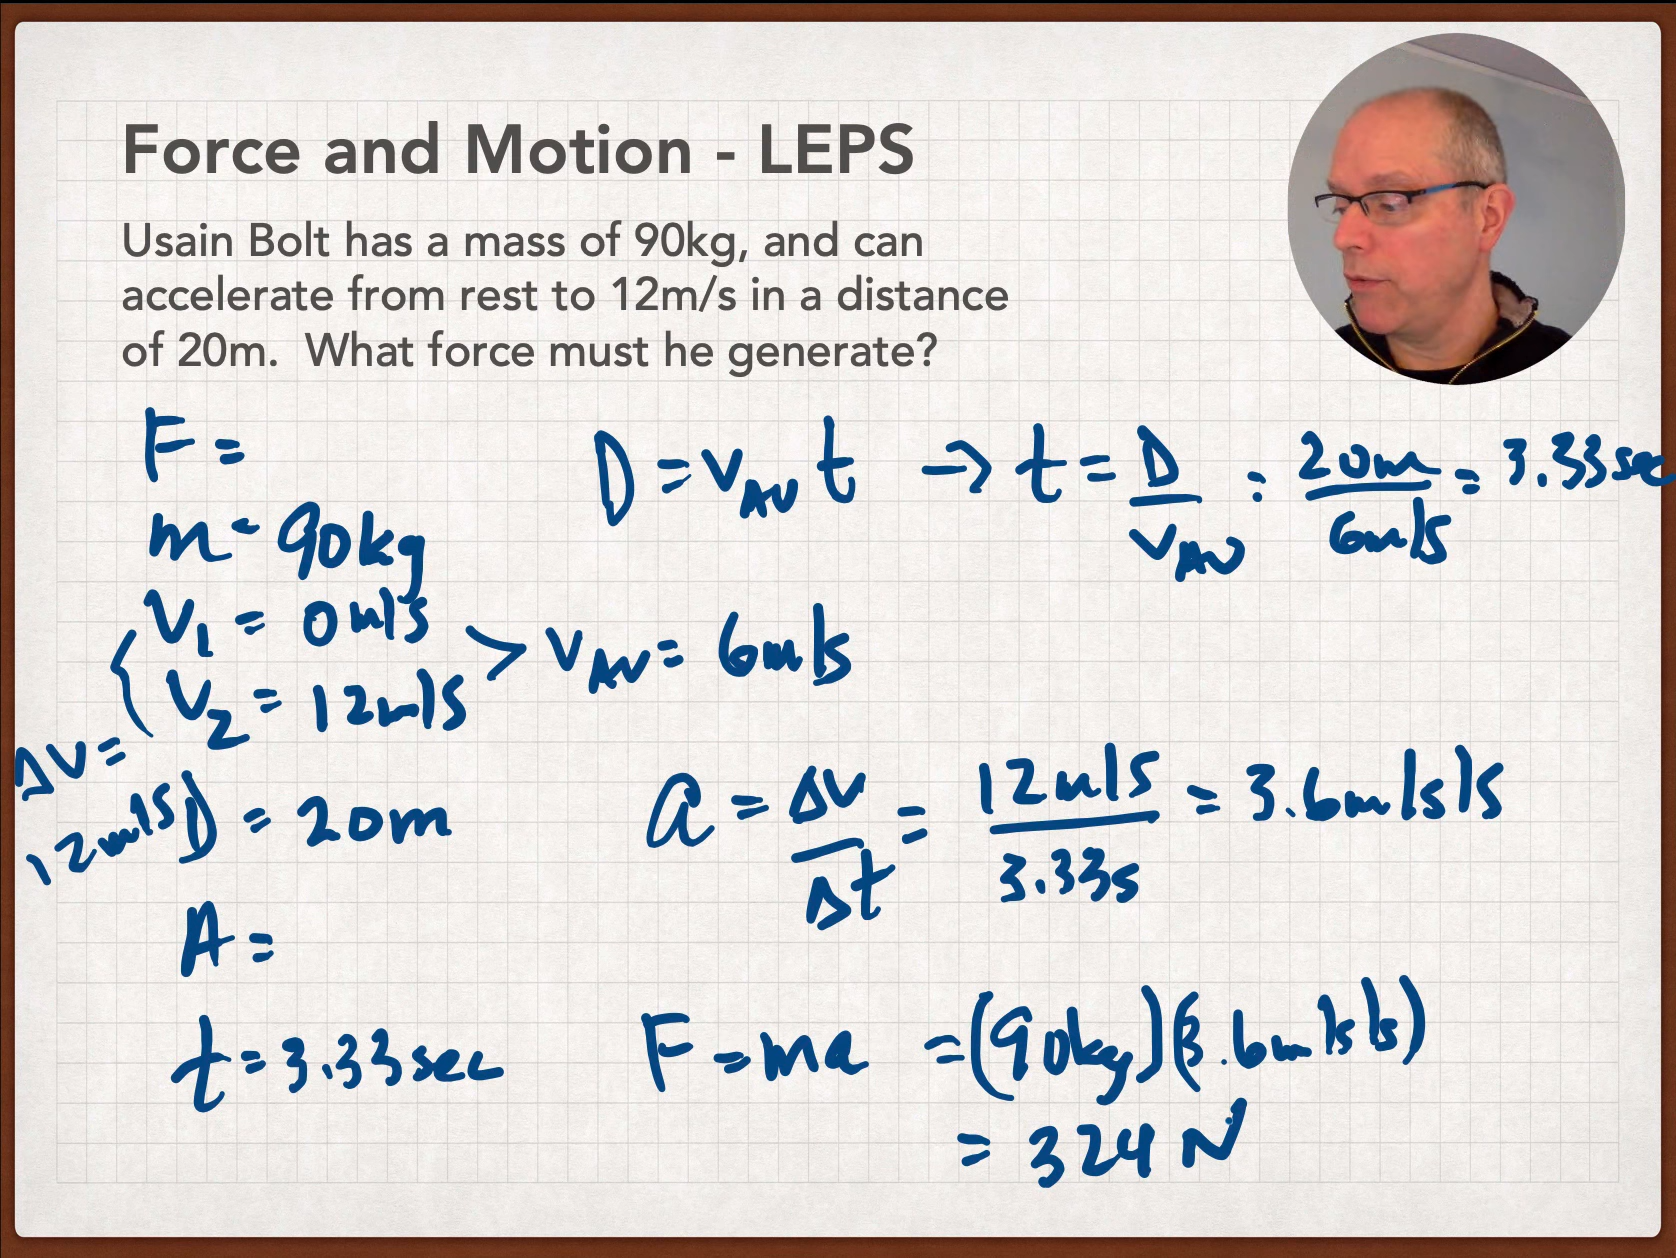 Force and Motion - LEPS
Usain Bolt has a mass of 90kg, and can
accelerate from rest to 12m/s in a distance
of 20m. What force must he generate?
F =
m = 90kg
V1 = 0m/s
V2 = 12m/s
ΔV =
12m/s
D = 20m
A =
t = 3.33sec
D = VAV t → t = D/VAV = 20m/6m/s = 3.33sec
> VAV = 6m/s
a = ΔV/Δt = 12m/s/3.33s = 3.6m/s/s
F = ma = (90kg)(3.6m/s/s)
= 324 N